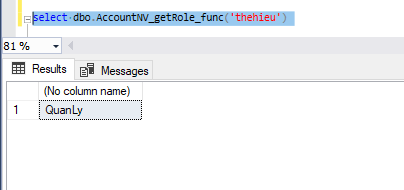 select dbo.AccountNV_getRole_func('thehieu')
81 %
Results
Messages
(No column name)
1 QuanLy